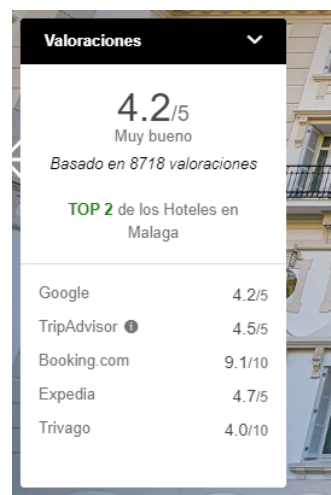 Valoraciones
4.2/5
Muy bueno
Basado en 8718 valoraciones
TOP 2 de los Hoteles en
Malaga
Google 4.2/5
TripAdvisor 4.5/5
Booking.com 9.1/10
Expedia 4.7/5
Trivago 4.0/10